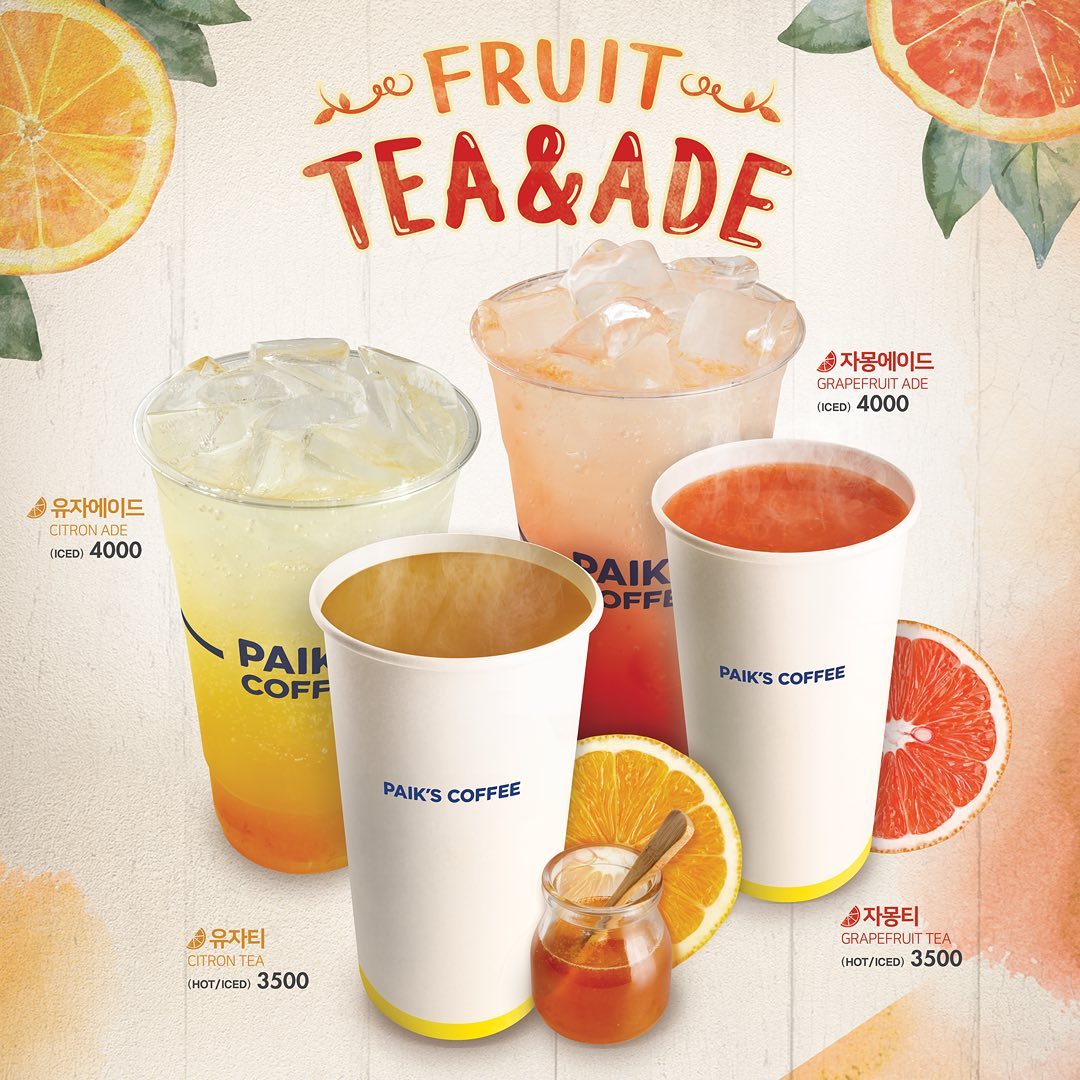 FRUIT
TEA&ADE
자몽에이드
GRAPEFRUIT ADE
(ICED) 4000
유자에이드
CITRON ADE
(ICED) 4000
PAIK
COFF
PAIK
OFFE
PAIK'S COFFEE
PAIK'S COFFEE
유자티
CITRON TEA
(HOT/ICED) 3500
자몽티
GRAPEFRUIT TEA
(HOT/ICED) 3500